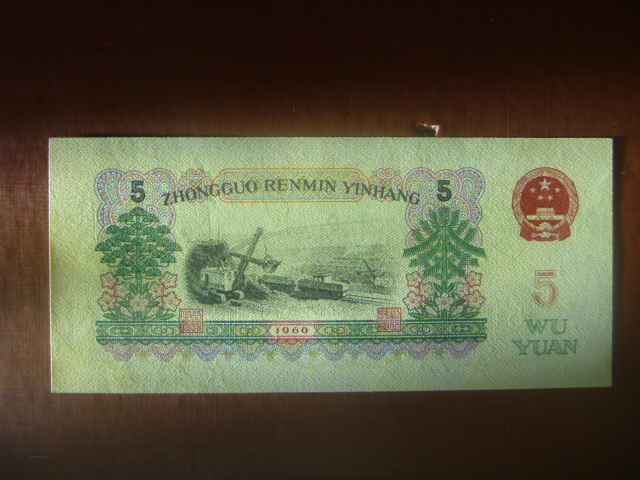 5 ZHONGGUO RENMIN YINHANG 5
1960
5
WU
YUAN